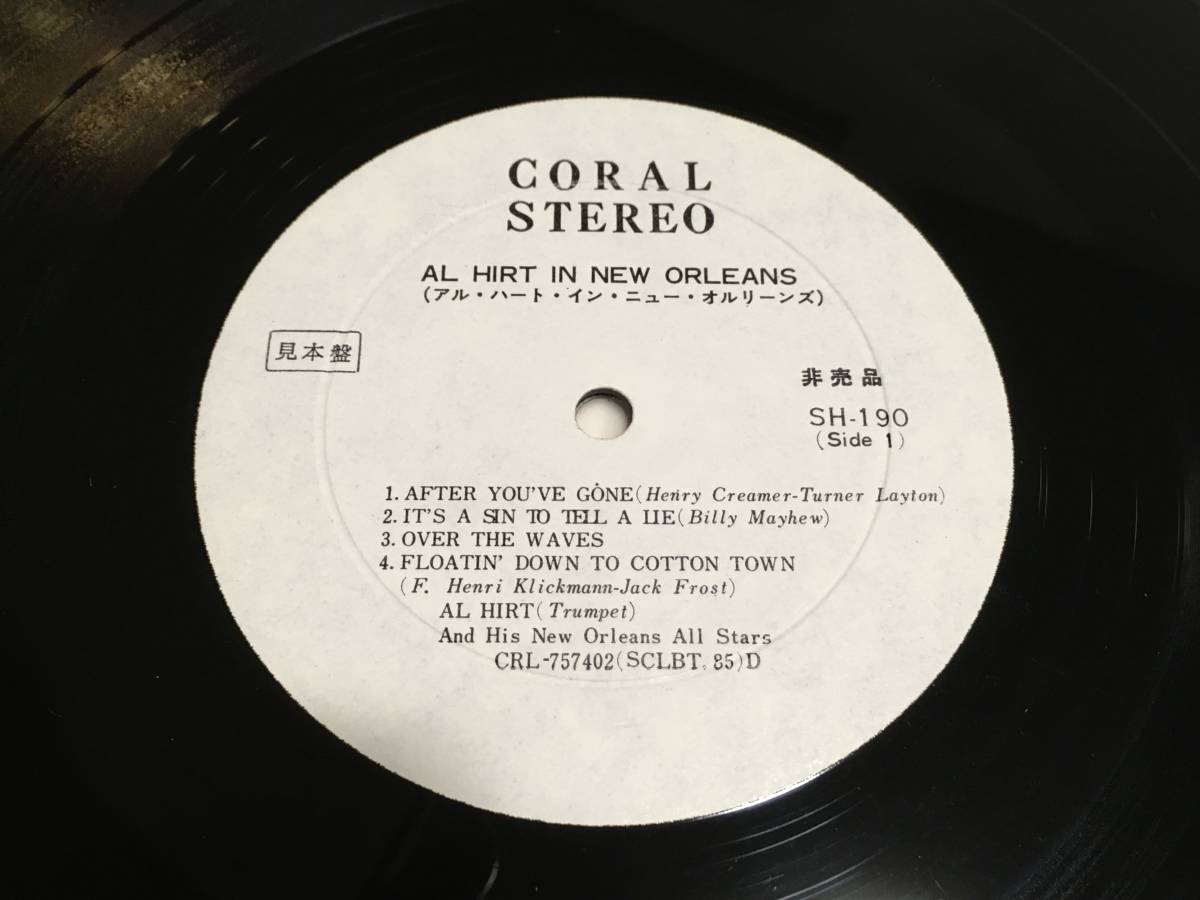 CORAL
STEREO
AL HIRT IN NEW ORLEANS
(アル・ハート・イン・ニュー・オルリーンズ)
見本盤
非売品
SH-190
(Side 1)
1. AFTER YOU'VE GONE (Henry Creamer-Turner Layton)
2. IT'S A SIN TO TELL A LIE (Billy Mayhew)
3. OVER THE WAVES
4. FLOATIN' DOWN TO COTTON TOWN
(F. Henri Klickmann-Jack Frost)
AL HIRT (Trumpet)
And His New Orleans All Stars
CRL-757402 (SCLBT. 85) D